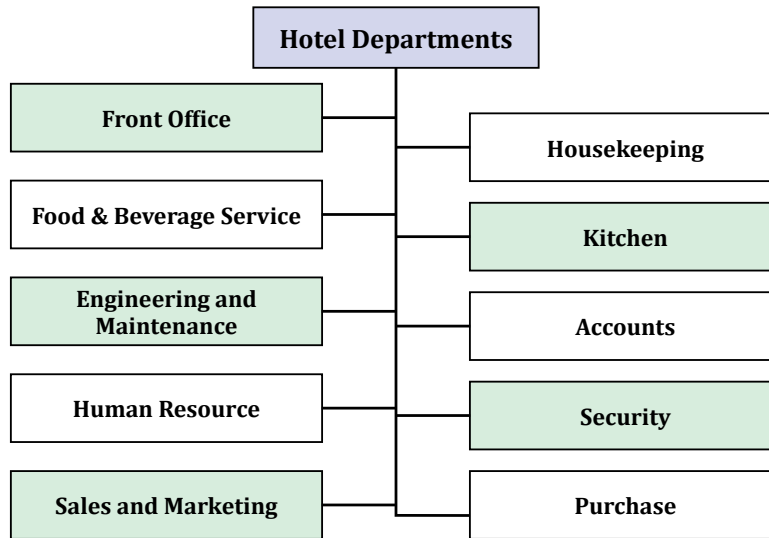 Hotel Departments
Front Office
Housekeeping
Food & Beverage Service
Kitchen
Engineering and
Maintenance
Accounts
Human Resource
Security
Sales and Marketing
Purchase